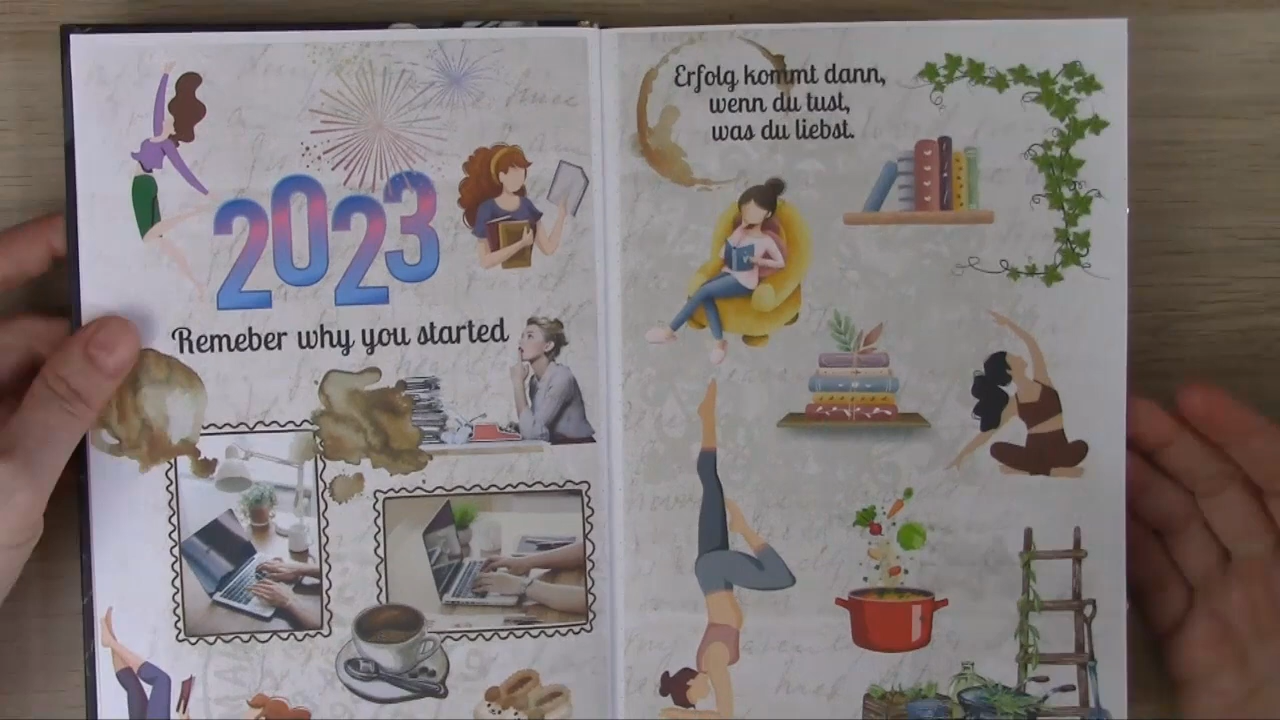 2023
Remeber why you started
Erfolg kommt dann,
wenn du tust,
was du liebst.